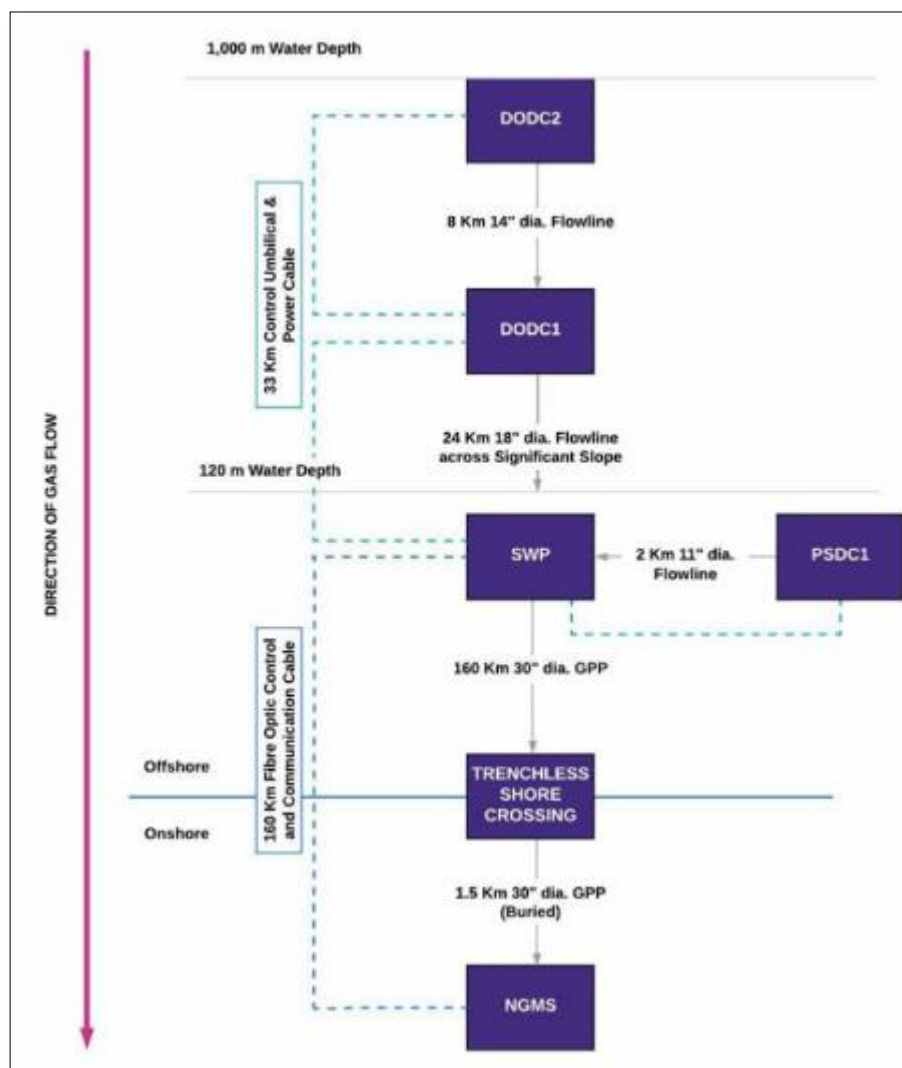 1,000 m Water Depth
DODC2
8 Km 14" dia. Flowline
33 Km Control Umbilical &
Power Cable
DODC1
DIRECTION OF GAS FLOW
24 Km 18" dia. Flowline
across Significant Slope
120 m Water Depth
SWP
2 Km 11" dia.
Flowline
PSDC1
160 Km 30" dia. GPP
160 Km Fibre Optic Control
and Communication Cable
Offshore
TRENCHLESS
SHORE
CROSSING
Onshore
1.5 Km 30" dia. GPP
(Buried)
NGMS